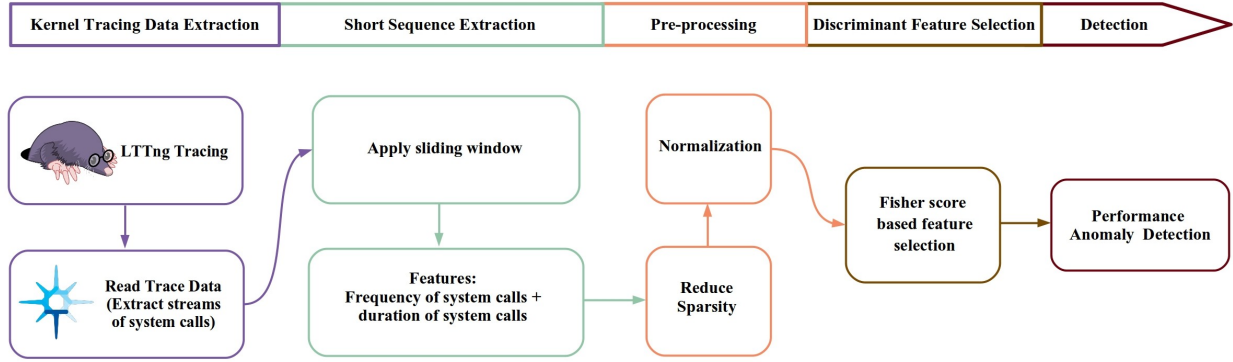 Kernel Tracing Data Extraction
Short Sequence Extraction
Pre-processing
Discriminant Feature Selection
Detection
LTTng Tracing
Read Trace Data
(Extract streams
of system calls)
Apply sliding window
Features:
Frequency of system calls +
duration of system calls
Normalization
Reduce
Sparsity
Fisher score
based feature
selection
Performance
Anomaly Detection